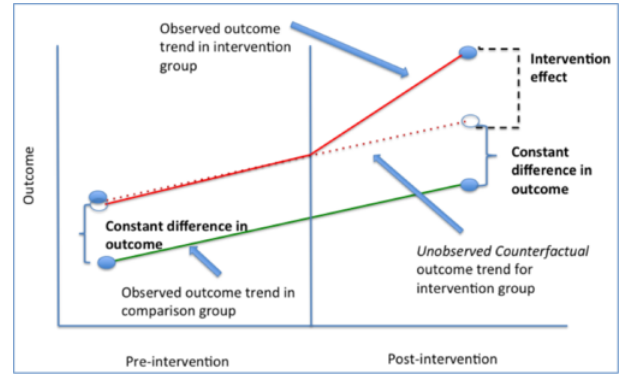 Observed outcome
trend in intervention
group
Intervention
effect
Outcome
Constant difference in
outcome
Constant
difference in
outcome
Observed outcome trend in
comparison group
Unobserved Counterfactual
outcome trend for
intervention group
Pre-intervention
Post-intervention